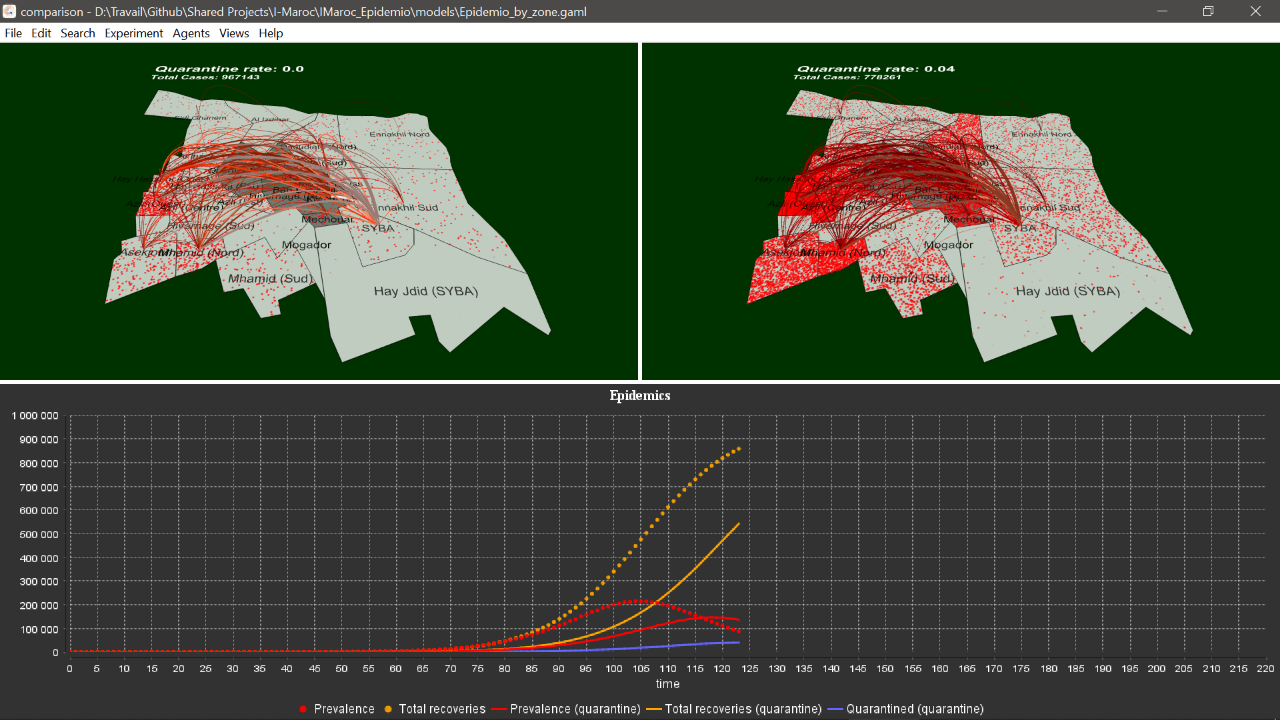 comparison - D:\Travail\Github\Shared Projects\I-Maroc\IMaroc_Epidemio\models\Epidemio_by_zone.gaml
File Edit Search Experiment Agents Views Help
Quarantine rate: 0.0
Total Cases: 967143
Ennakhil Nord
(Nord)
(Sud)
Ennakhil Sud
Mechouar
SYBA
Mogador
Mhamid (Nord)
Mhamid (Sud)
Hay Jdid (SYBA)
Quarantine rate: 0.04
Total Cases: 778261
Ennakhil Nord
(Nord)
(Sud)
Ennakhil Sud
Mechouar
SYBA
Mogador
Mhamid (Nord)
Mhamid (Sud)
Hay Jdid (SYBA)
Epidemics
1 000 000
900 000
800 000
700 000
600 000
500 000
400 000
300 000
200 000
100 000
0
0 5 10 15 20 25 30 35 40 45 50 55 60 65 70 75 80 85 90 95 100 105 110 115 120 125 130 135 140 145 150 155 160 165 170 175 180 185 190 195 200 205 210 215 220
time
Prevalence Total recoveries Prevalence (quarantine) Total recoveries (quarantine) Quarantined (quarantine)